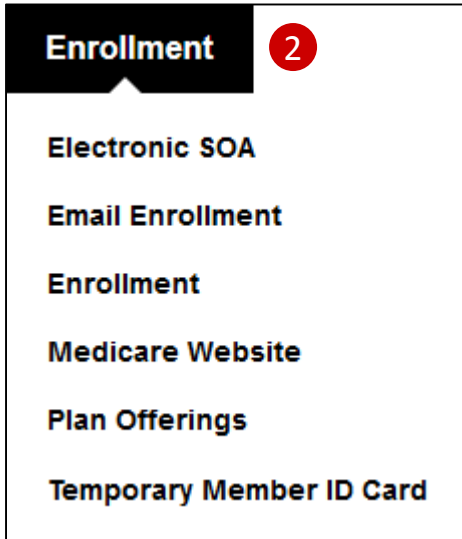 Enrollment 2
Electronic SOA
Email Enrollment
Enrollment
Medicare Website
Plan Offerings
Temporary Member ID Card